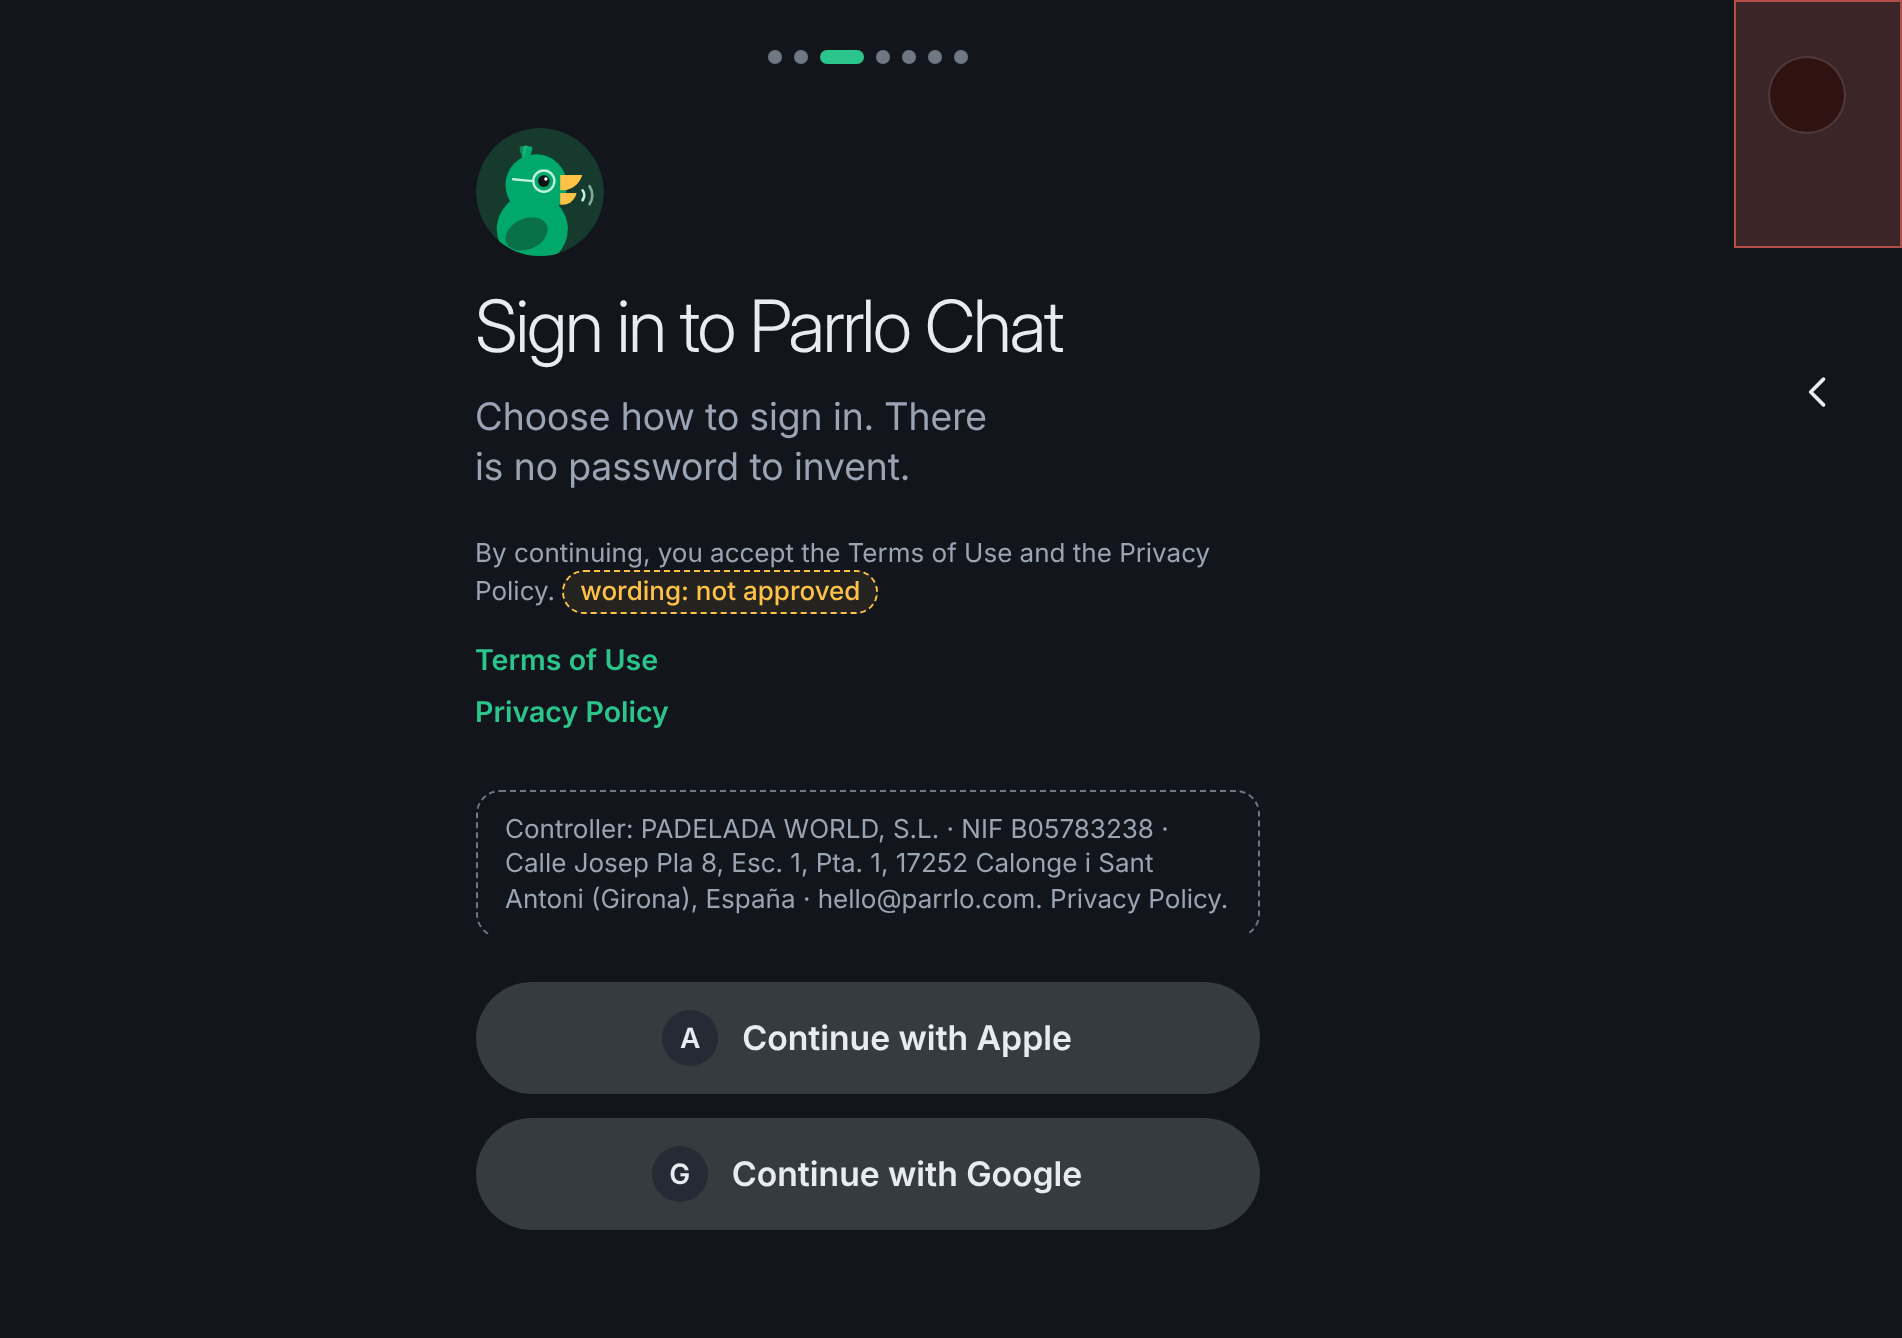 Sign in to Parrlo Chat
Choose how to sign in. There
is no password to invent.
By continuing, you accept the Terms of Use and the Privacy
Policy. wording: not approved
Terms of Use
Privacy Policy
Controller: PADELADA WORLD, S.L. · NIF B05783238 ·
Calle Josep Pla 8, Esc. 1, Pta. 1, 17252 Calonge i Sant
Antoni (Girona), España · hello@parrlo.com. Privacy Policy.
A Continue with Apple
G Continue with Google